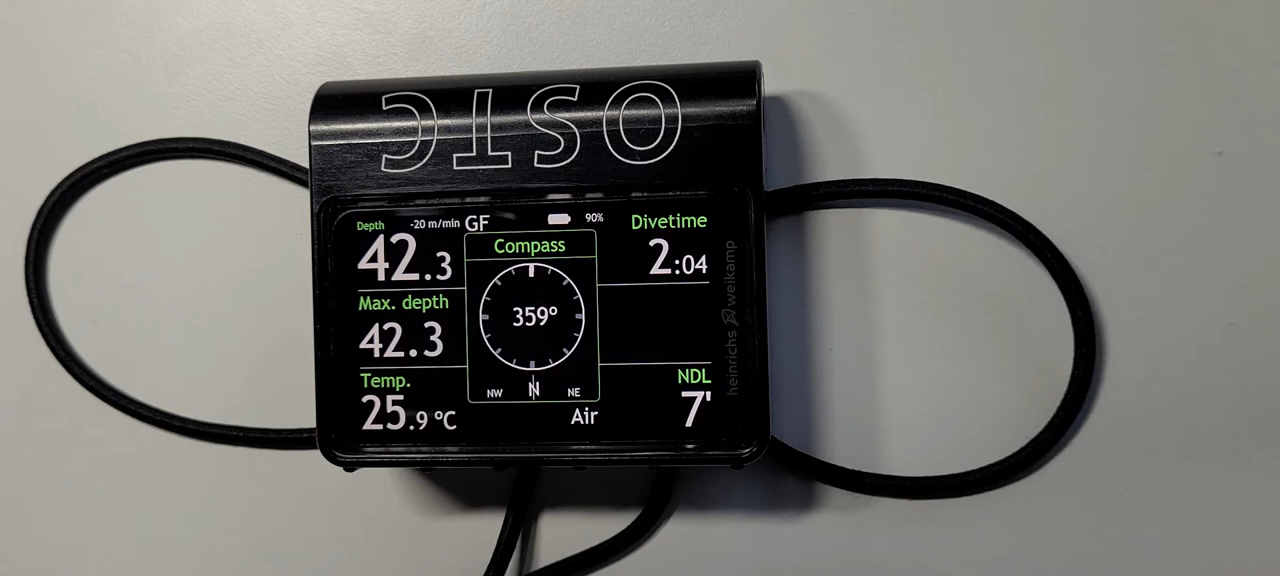 OSTC
Depth -20 m/min GF 90% Divetime
42.3 2:04
Compass
359°
Max. depth
42.3
NW N NE
Temp. NDL
25.9 ºC Air 7'
heinrichs weikamp